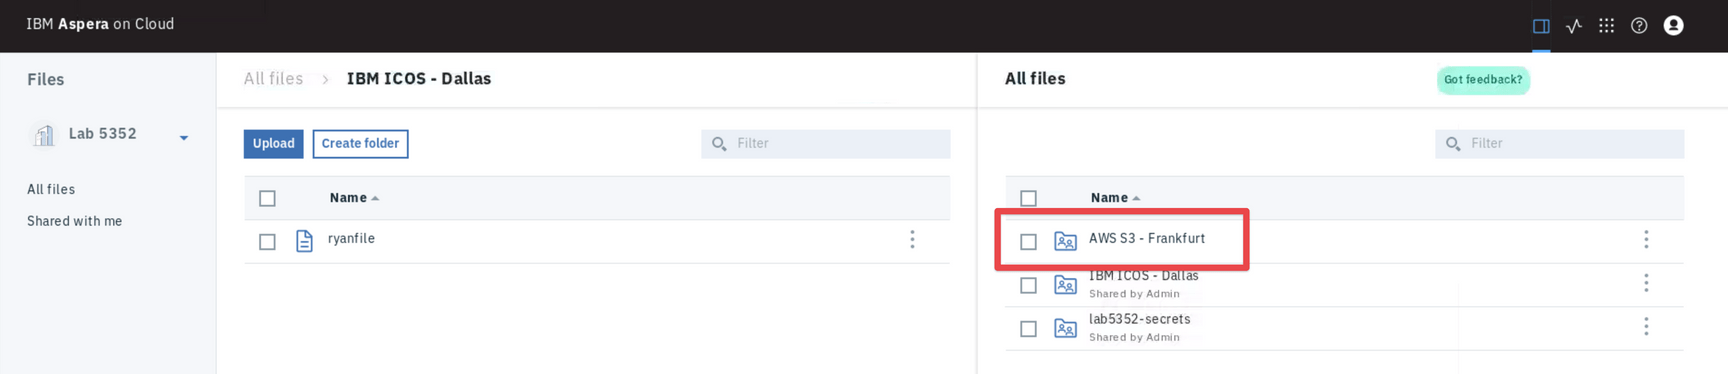 IBM Aspera on Cloud
Files
Lab 5352
All files
Shared with me
All files > IBM ICOS - Dallas
Upload
Create folder
Filter
Name
ryanfile
All files
Got feedback?
Filter
Name
AWS S3 - Frankfurt
IBM ICOS - Dallas
Shared by Admin
lab5352-secrets
Shared by Admin